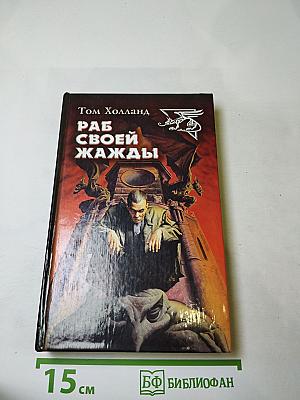 Том Холланд
РАБ
СВОЕЙ
ЖАЖДЫ
15 см
БФ БИБЛИОФАН